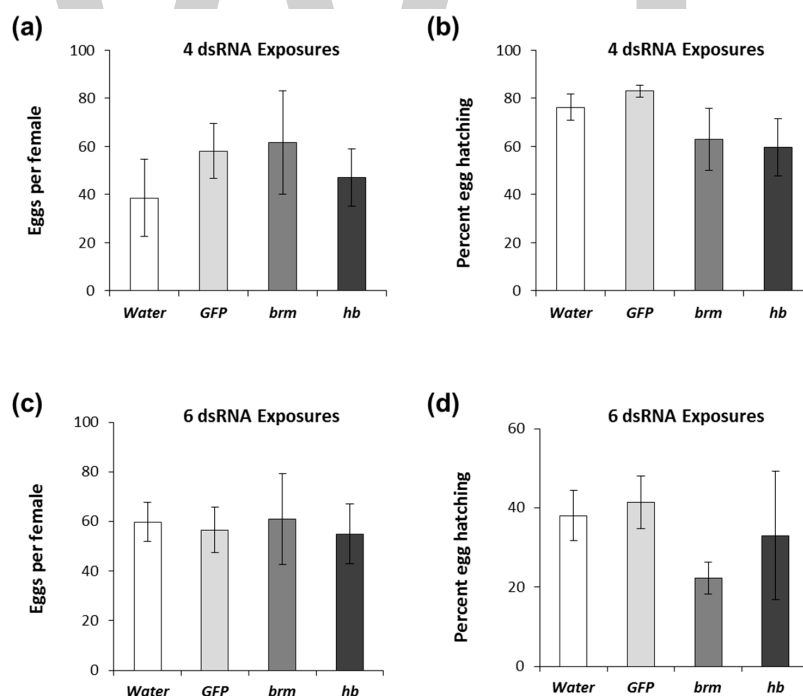 (a)
4 dsRNA Exposures
Eggs per female
100
80
60
40
20
0
Water GFP brm hb
(b)
4 dsRNA Exposures
Percent egg hatching
100
80
60
40
20
0
Water GFP brm hb
(c)
6 dsRNA Exposures
Eggs per female
100
80
60
40
20
0
Water GFP brm hb
(d)
6 dsRNA Exposures
Percent egg hatching
60
40
20
0
Water GFP brm hb